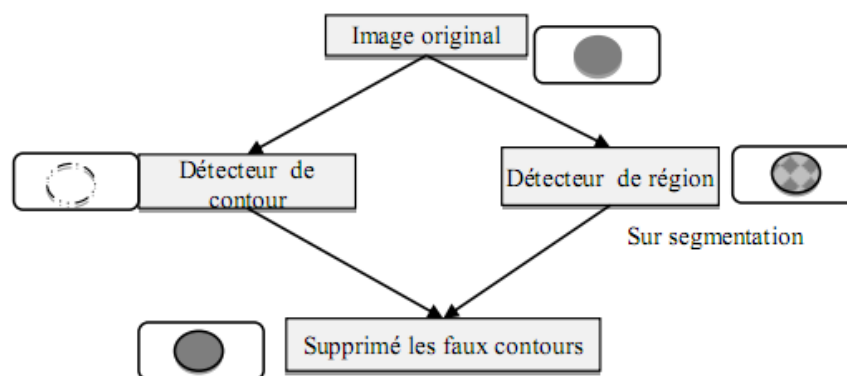 Image original
Détecteur de
contour
Détecteur de région
Sur segmentation
Supprimé les faux contours